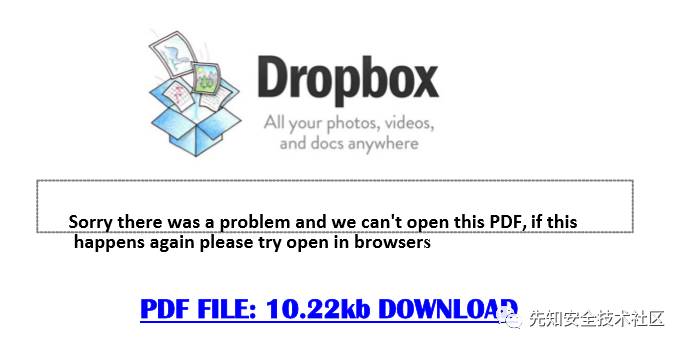 Dropbox
All your photos, videos,
and docs anywhere
Sorry there was a problem and we can't open this PDF, if this
happens again please try open in browsers
PDF FILE: 10.22kb DOWNLOAD
先知安全技术社区